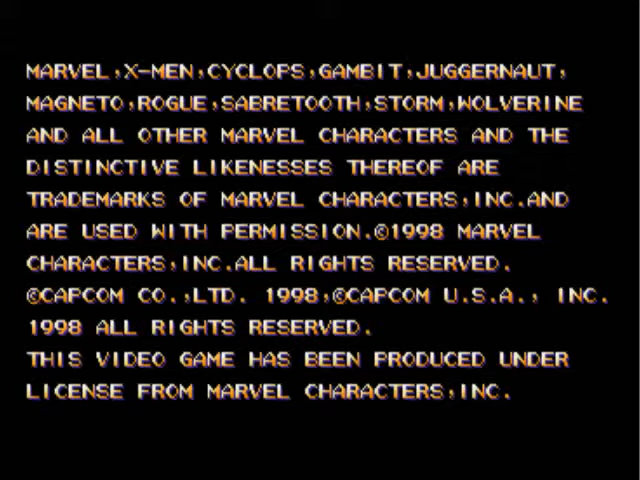 MARVEL,X-MEN,CYCLOPS,GAMBIT,JUGGERNAUT,
MAGNETO,ROGUE,SABRETOOTH,STORM,WOLVERINE
AND ALL OTHER MARVEL CHARACTERS AND THE
DISTINCTIVE LIKENESSES THEREOF ARE
TRADEMARKS OF MARVEL CHARACTERS,INC.AND
ARE USED WITH PERMISSION.©1998 MARVEL
CHARACTERS,INC.ALL RIGHTS RESERVED.
©CAPCOM CO.,LTD. 1998,©CAPCOM U.S.A., INC.
1998 ALL RIGHTS RESERVED.
THIS VIDEO GAME HAS BEEN PRODUCED UNDER
LICENSE FROM MARVEL CHARACTERS,INC.